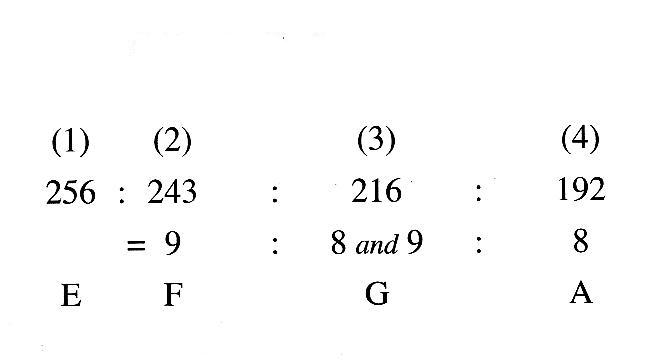 (1) (2) (3) (4)
256 : 243 : 216 : 192
= 9 : 8 and 9 : 8
E F G A